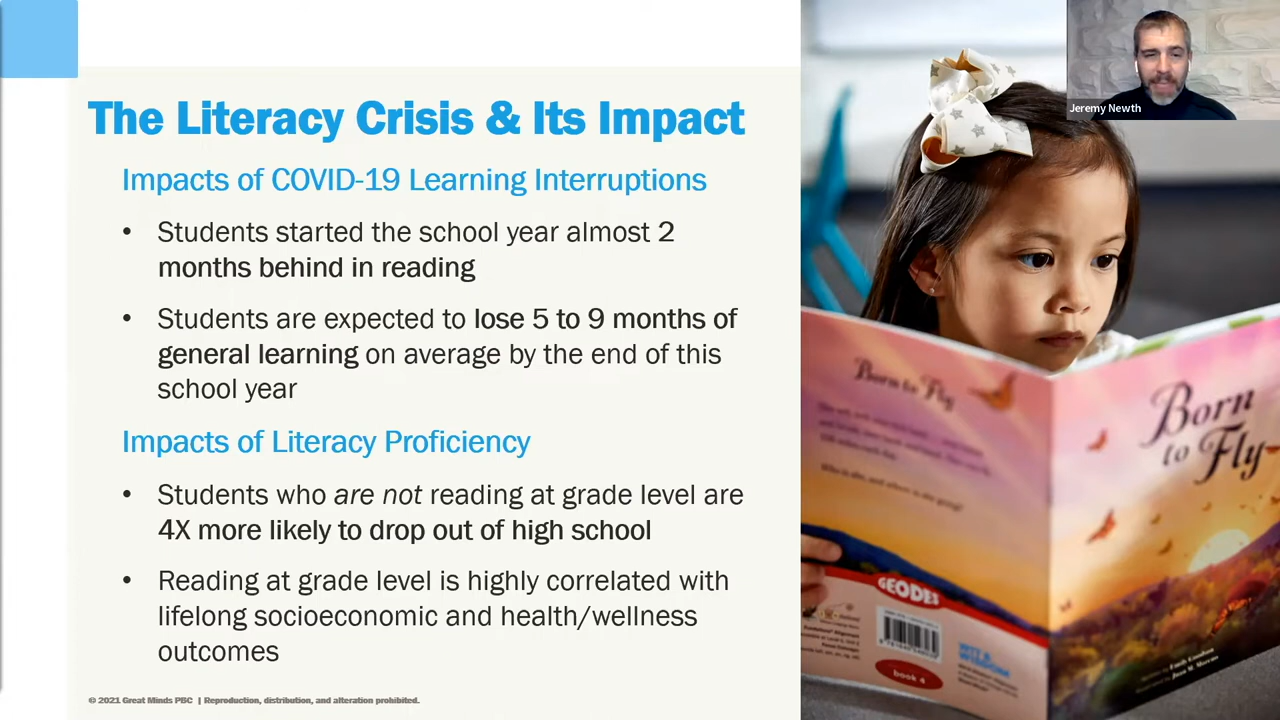 Jeremy Newth
The Literacy Crisis & Its Impact
Impacts of COVID-19 Learning Interruptions
• Students started the school year almost 2
months behind in reading
• Students are expected to lose 5 to 9 months of
general learning on average by the end of this
school year
Impacts of Literacy Proficiency
• Students who are not reading at grade level are
4X more likely to drop out of high school
• Reading at grade level is highly correlated with
lifelong socioeconomic and health/wellness
outcomes
© 2021 Great Minds PBC | Reproduction, distribution, and alteration prohibited.
Born to Fly
Born
to Fly
GEODES
WIT &
WISDOM
book 4